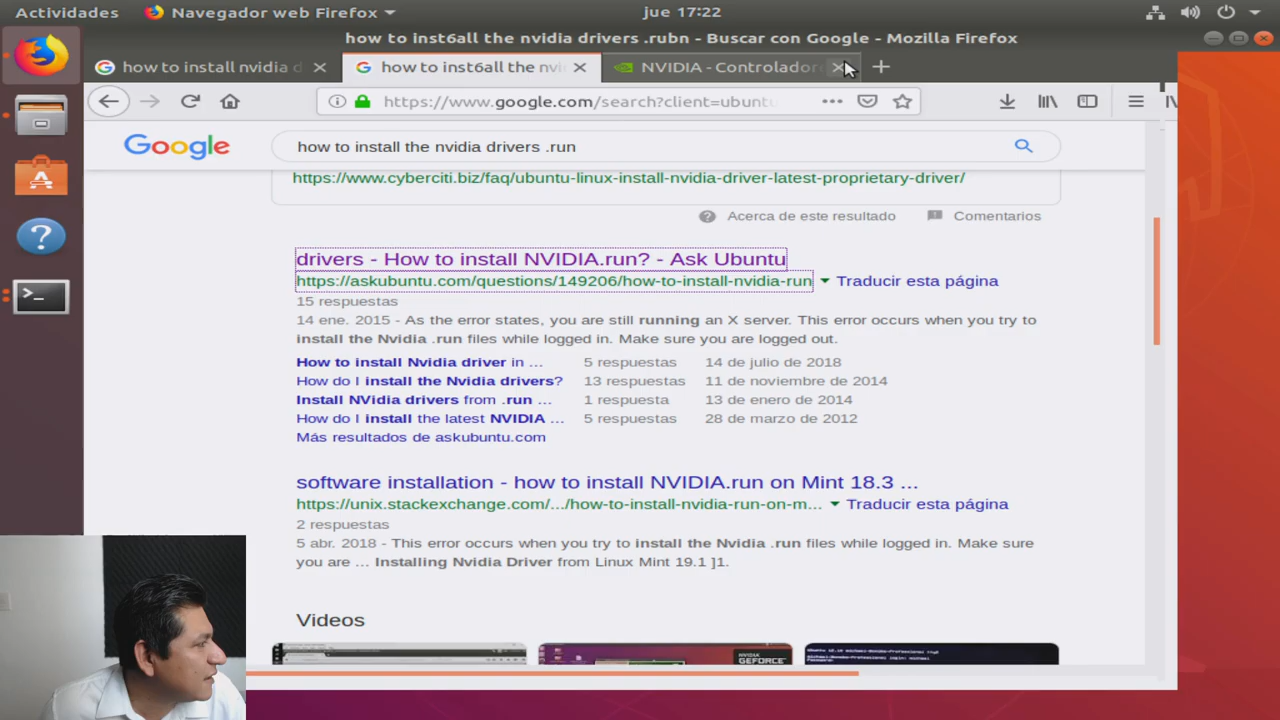 Actividades
Navegador web Firefox
jue 17:22
how to inst6all the nvidia drivers .rubn - Buscar con Google - Mozilla Firefox
how to install nvidia d
how to inst6all the nvi
NVIDIA - Controlador
https://www.google.com/search?client=ubuntu
Google
how to install the nvidia drivers .run
https://www.cyberciti.biz/faq/ubuntu-linux-install-nvidia-driver-latest-proprietary-driver/
Acerca de este resultado
Comentarios
drivers - How to install NVIDIA.run? - Ask Ubuntu
https://askubuntu.com/questions/149206/how-to-install-nvidia-run
Traducir esta página
15 respuestas
14 ene. 2015 - As the error states, you are still running an X server. This error occurs when you try to
install the Nvidia .run files while logged in. Make sure you are logged out.
How to install Nvidia driver in ... 5 respuestas 14 de julio de 2018
How do I install the Nvidia drivers? 13 respuestas 11 de noviembre de 2014
Install NVidia drivers from .run ... 1 respuesta 13 de enero de 2014
How do I install the latest NVIDIA ... 5 respuestas 28 de marzo de 2012
Más resultados de askubuntu.com
software installation - how to install NVIDIA.run on Mint 18.3 ...
https://unix.stackexchange.com/.../how-to-install-nvidia-run-on-m...
Traducir esta página
2 respuestas
5 abr. 2018 - This error occurs when you try to install the Nvidia .run files while logged in. Make sure
you are ... Installing Nvidia Driver from Linux Mint 19.1 ]1.
Videos
NVIDIA
GEFORCE